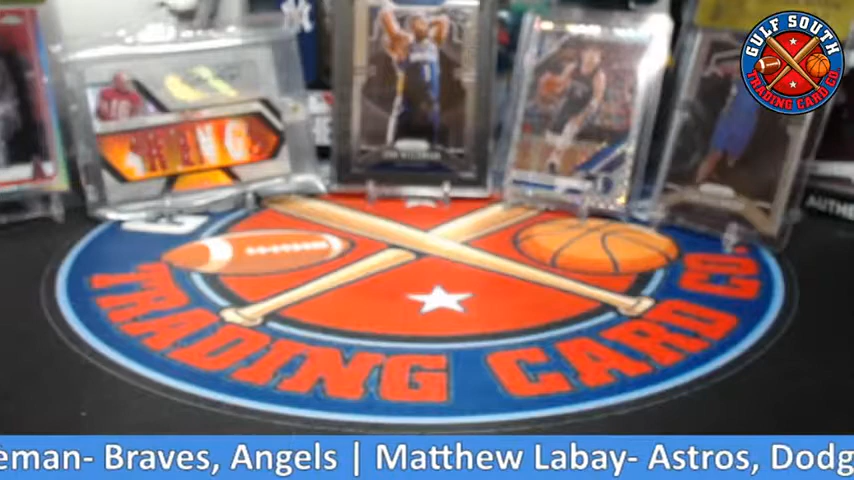 GULF SOUTH
TRADING CARD CO
TRADING CARD CO.
eman- Braves, Angels | Matthew Labay- Astros, Dodg